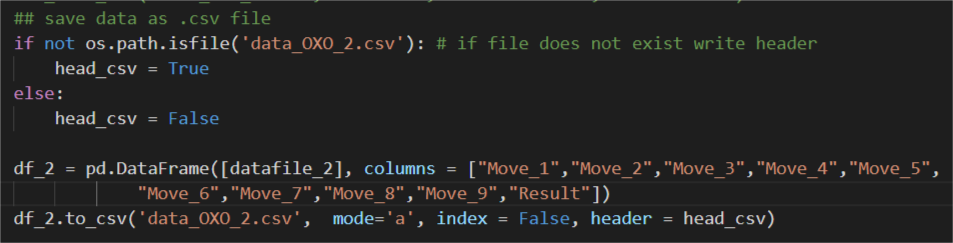 ## save data as .csv file
if not os.path.isfile('data_OXO_2.csv'): # if file does not exist write header
    head_csv = True
else:
    head_csv = False
df_2 = pd.DataFrame([datafile_2], columns = ["Move_1","Move_2","Move_3","Move_4","Move_5",
            "Move_6","Move_7","Move_8","Move_9","Result"])
df_2.to_csv('data_OXO_2.csv',  mode='a', index = False, header = head_csv)